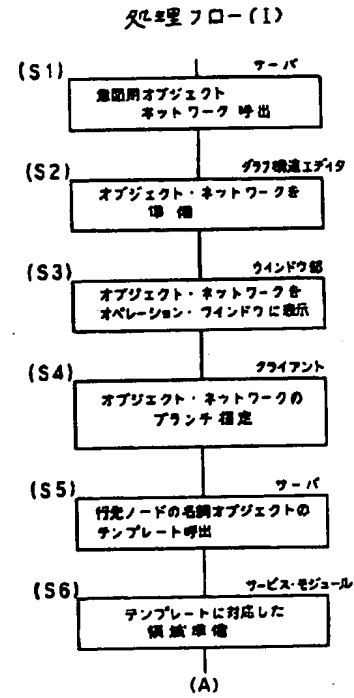 処理フロー(I)
(S1)
サーバ
意図用オブジェクト
ネットワーク 呼出
(S2)
グラフ構造エディタ
オブジェクト・ネットワークを
準備
(S3)
ウインドウ部
オブジェクト・ネットワークを
オペレーション・ウインドウに表示
(S4)
クライアント
オブジェクト・ネットワークの
ブランチ指定
(S5)
サーバ
行先ノードの名詞オブジェクトの
テンプレート呼出
(S6)
サービス・モジュール
テンプレートに対応した
領域準備
(A)